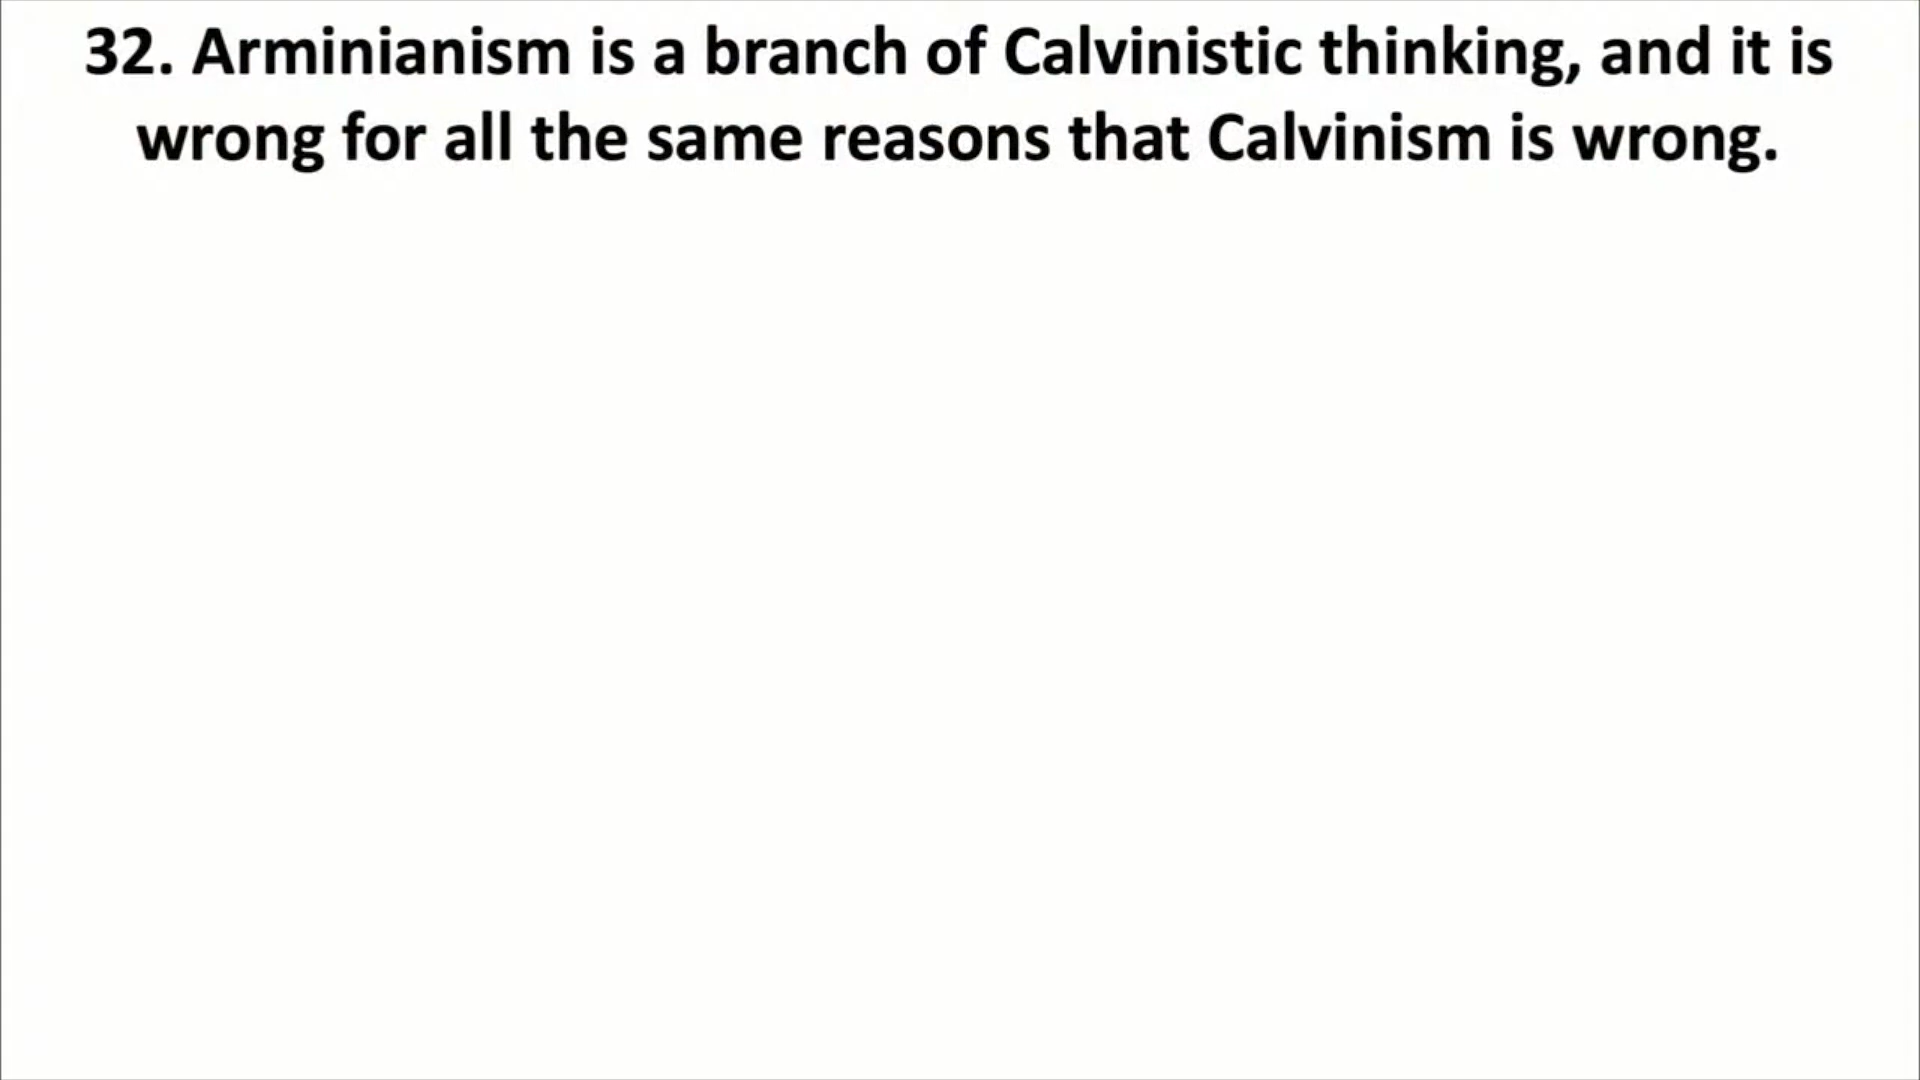 32. Arminianism is a branch of Calvinistic thinking, and it is
wrong for all the same reasons that Calvinism is wrong.